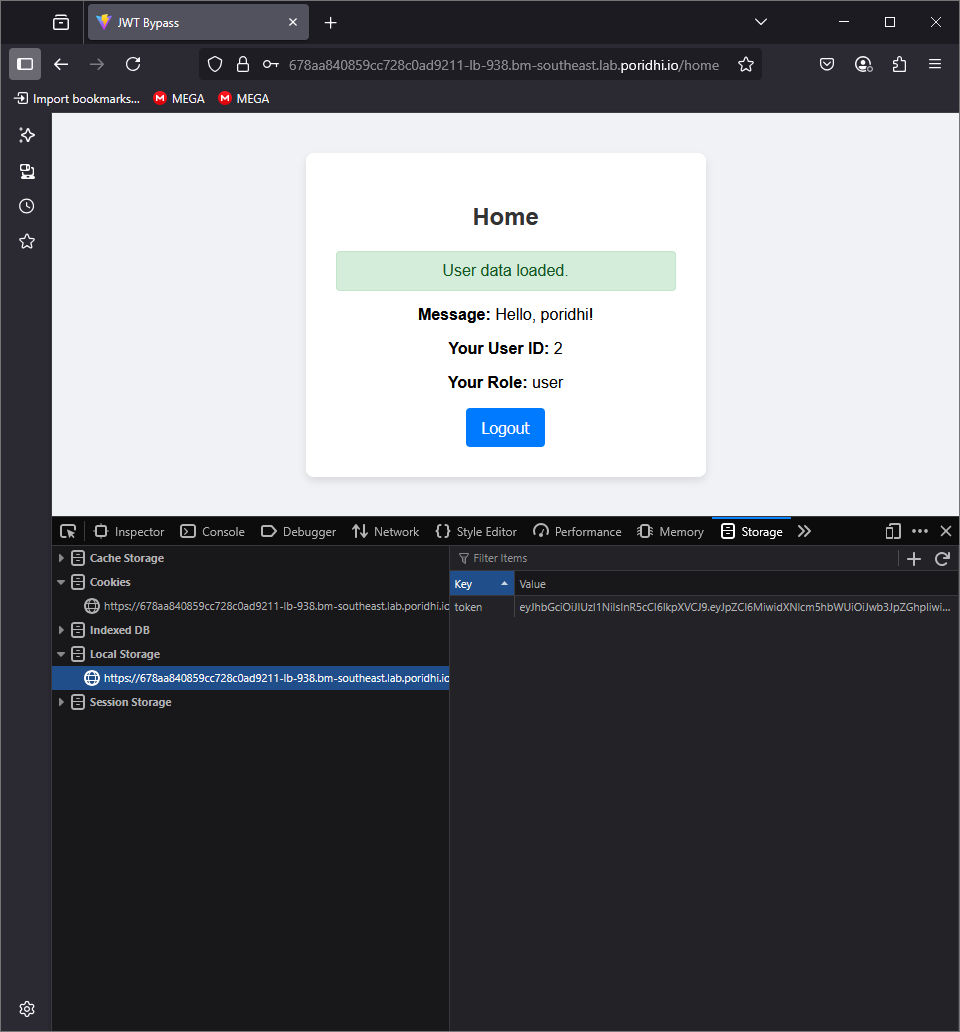 JWT Bypass
678aa840859cc728c0ad9211-lb-938.bm-southeast.lab.poridhi.io/home
Import bookmarks...
MEGA
MEGA
Home
User data loaded.
Message: Hello, poridhi!
Your User ID: 2
Your Role: user
Logout
Inspector
Console
Debugger
Network
Style Editor
Performance
Memory
Storage
Cache Storage
Cookies
https://678aa840859cc728c0ad9211-lb-938.bm-southeast.lab.poridhi.io
Indexed DB
Local Storage
https://678aa840859cc728c0ad9211-lb-938.bm-southeast.lab.poridhi.io
Session Storage
Filter Items
Key
Value
token
eyJhbGciOiJIUzI1NiIsInR5cCI6IkpXVCJ9.eyJpZCI6MiwidXNlcm5hbWUiOiJwb3JpZGhpIiwi...